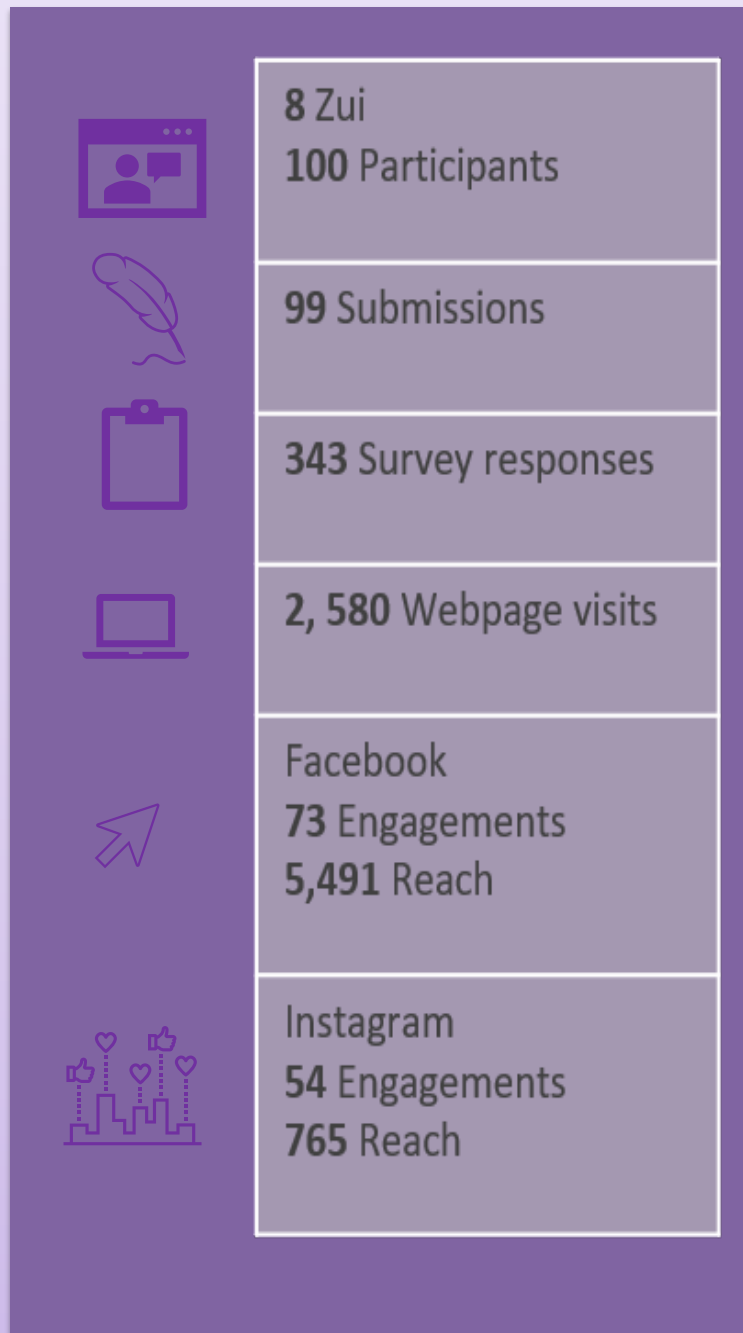 8 Zui
100 Participants
99 Submissions
343 Survey responses
2, 580 Webpage visits
Facebook
73 Engagements
5,491 Reach
Instagram
54 Engagements
765 Reach